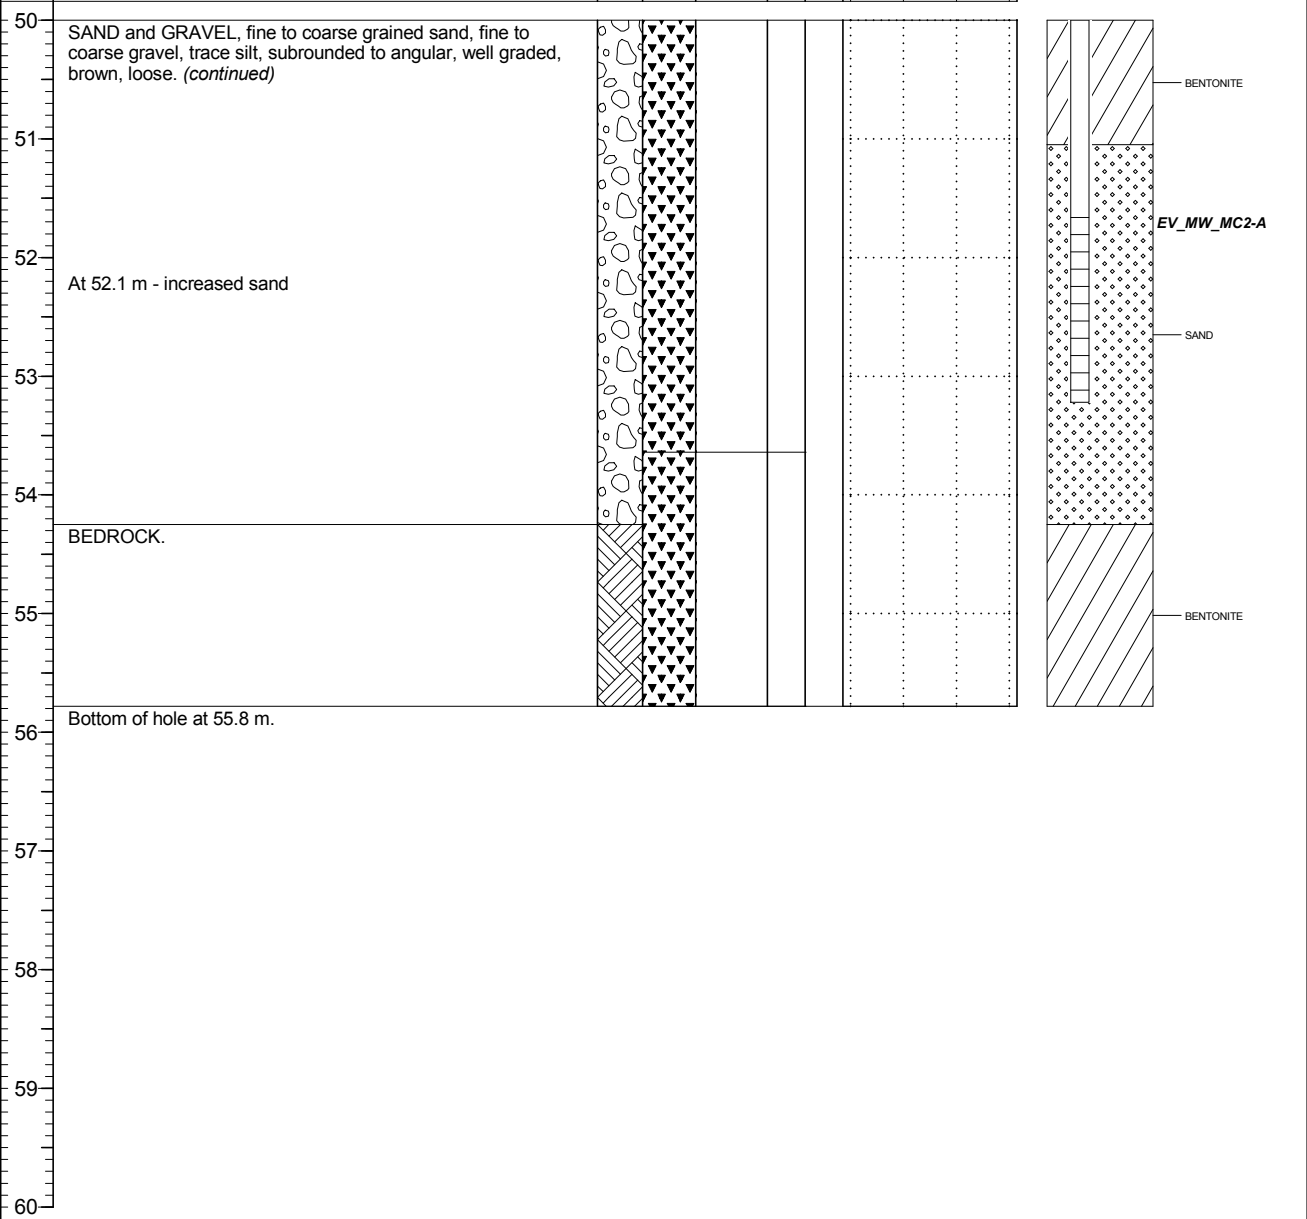 50
SAND and GRAVEL, fine to coarse grained sand, fine to
coarse gravel, trace silt, subrounded to angular, well graded,
brown, loose. (continued)
BENTONITE
51
EV_MW_MC2-A
52
At 52.1 m - increased sand
SAND
53
54
BEDROCK.
55
BENTONITE
Bottom of hole at 55.8 m.
56
57
58
59
60